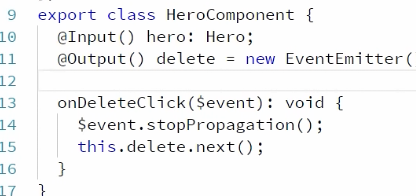 9 export class HeroComponent {
10 @Input() hero: Hero;
11 @Output() delete = new EventEmitter(
12
13 onDeleteClick($event): void {
14 $event.stopPropagation();
15 this.delete.next();
16 }
17 }